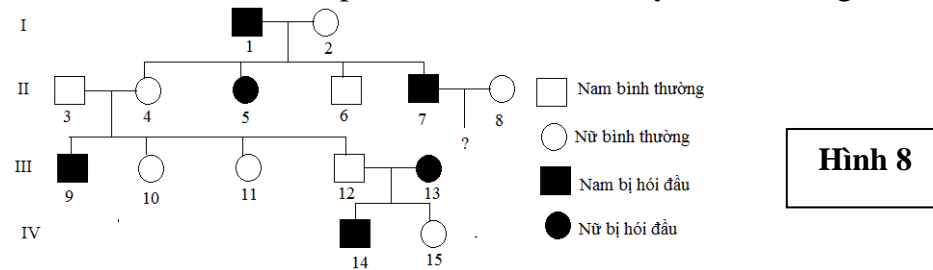 I
1
2
II
3
4
5
6
7
8
?
III
9
10
11
12
13
IV
14
15
Nam bình thường
Nữ bình thường
Nam bị hói đầu
Nữ bị hói đầu
Hình 8